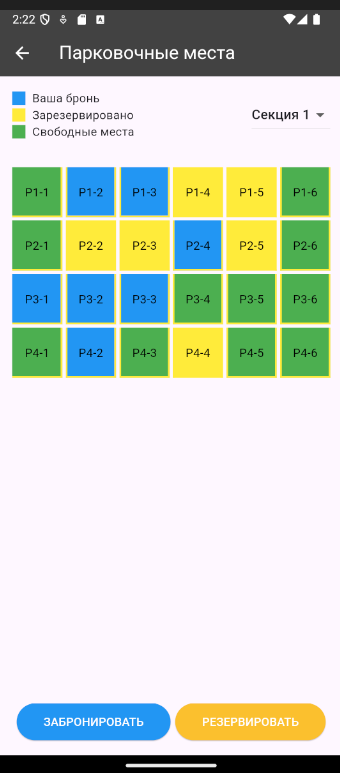 2:22
Парковочные места
Ваша бронь
Зарезервировано
Свободные места
Секция 1
P1-1 P1-2 P1-3 P1-4 P1-5 P1-6
P2-1 P2-2 P2-3 P2-4 P2-5 P2-6
P3-1 P3-2 P3-3 P3-4 P3-5 P3-6
P4-1 P4-2 P4-3 P4-4 P4-5 P4-6
ЗАБРОНИРОВАТЬ РЕЗЕРВИРОВАТЬ